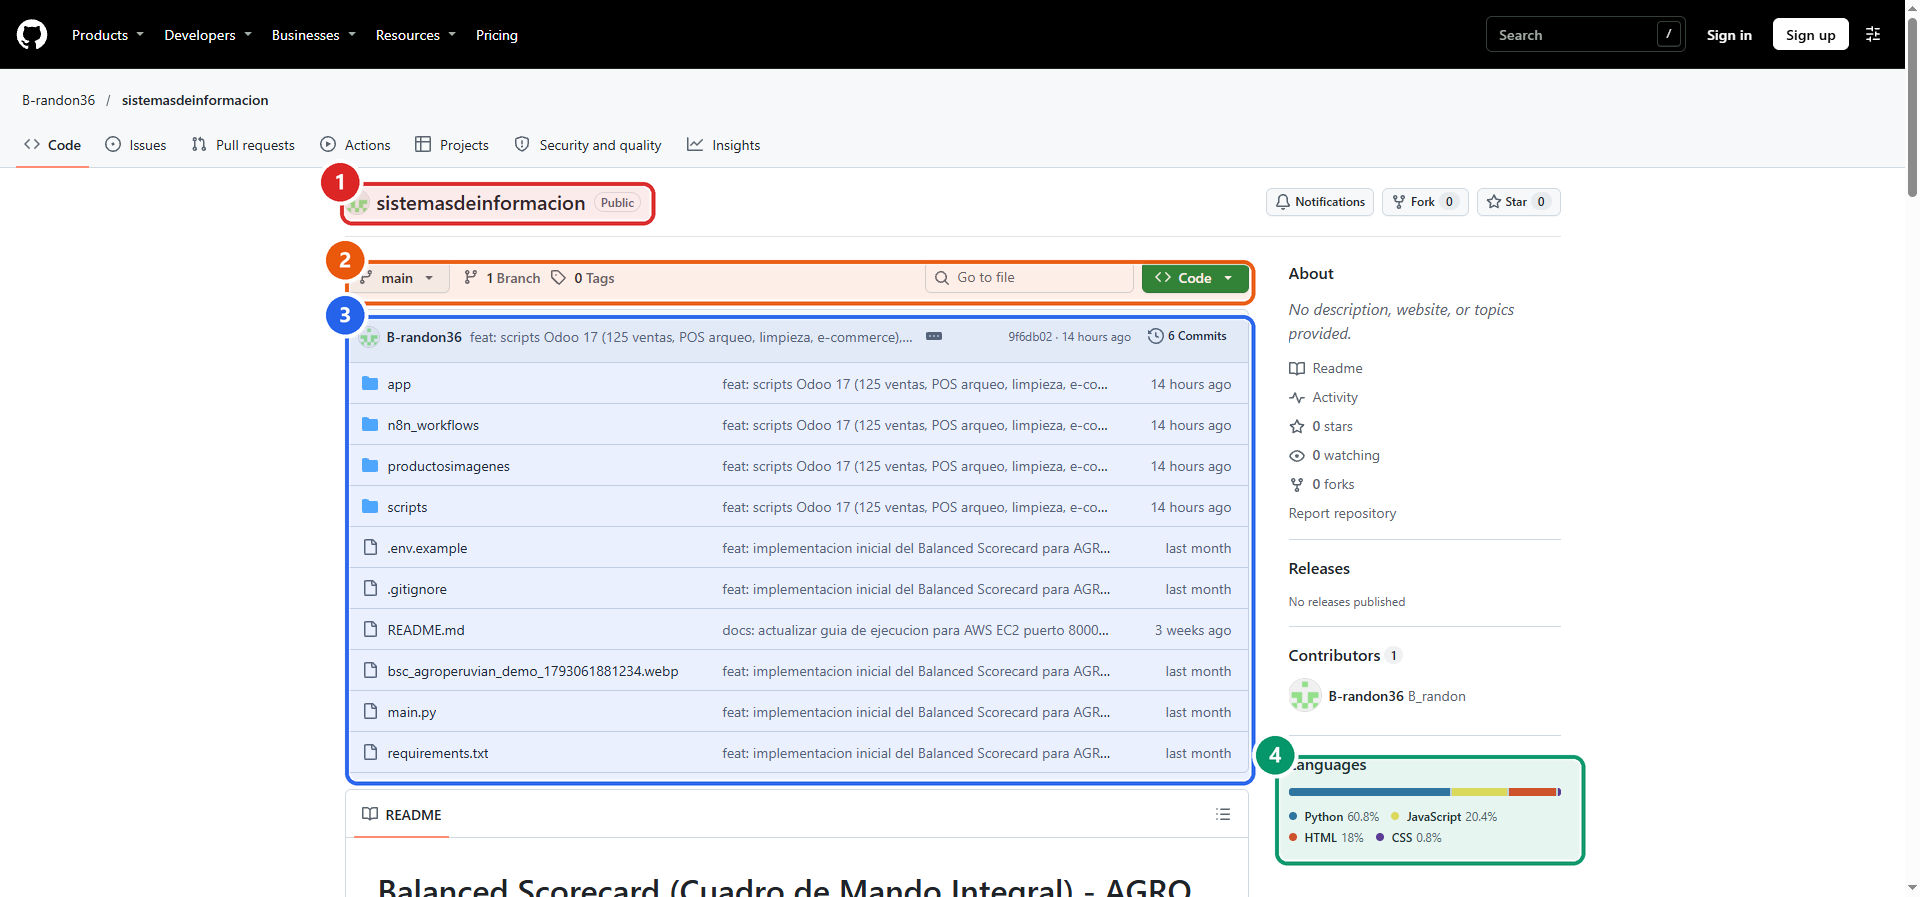 Products Developers Businesses Resources Pricing Search / Sign in Sign up
B-randon36 / sistemasdeinformacion
Code Issues Pull requests Actions Projects Security and quality Insights
1
sistemasdeinformacion Public Notifications Fork 0 Star 0
2
main 1 Branch 0 Tags Go to file Code
3
B-randon36 feat: scripts Odoo 17 (125 ventas, POS arqueo, limpieza, e-commerce),... 9f6db02 · 14 hours ago 6 Commits
app feat: scripts Odoo 17 (125 ventas, POS arqueo, limpieza, e-co... 14 hours ago
n8n_workflows feat: scripts Odoo 17 (125 ventas, POS arqueo, limpieza, e-co... 14 hours ago
productosimagenes feat: scripts Odoo 17 (125 ventas, POS arqueo, limpieza, e-co... 14 hours ago
scripts feat: scripts Odoo 17 (125 ventas, POS arqueo, limpieza, e-co... 14 hours ago
.env.example feat: implementacion inicial del Balanced Scorecard para AGR... last month
.gitignore feat: implementacion inicial del Balanced Scorecard para AGR... last month
README.md docs: actualizar guia de ejecucion para AWS EC2 puerto 8000... 3 weeks ago
bsc_agroperuvian_demo_1793061881234.webp feat: implementacion inicial del Balanced Scorecard para AGR... last month
main.py feat: implementacion inicial del Balanced Scorecard para AGR... last month
requirements.txt feat: implementacion inicial del Balanced Scorecard para AGR... last month
README
Balanced Scorecard (Cuadro de Mando Integral) - AGRO
About
No description, website, or topics
provided.
Readme
Activity
0 stars
0 watching
0 forks
Report repository
Releases
No releases published
Contributors 1
B-randon36 B_randon
4
Languages
Python 60.8% JavaScript 20.4%
HTML 18% CSS 0.8%